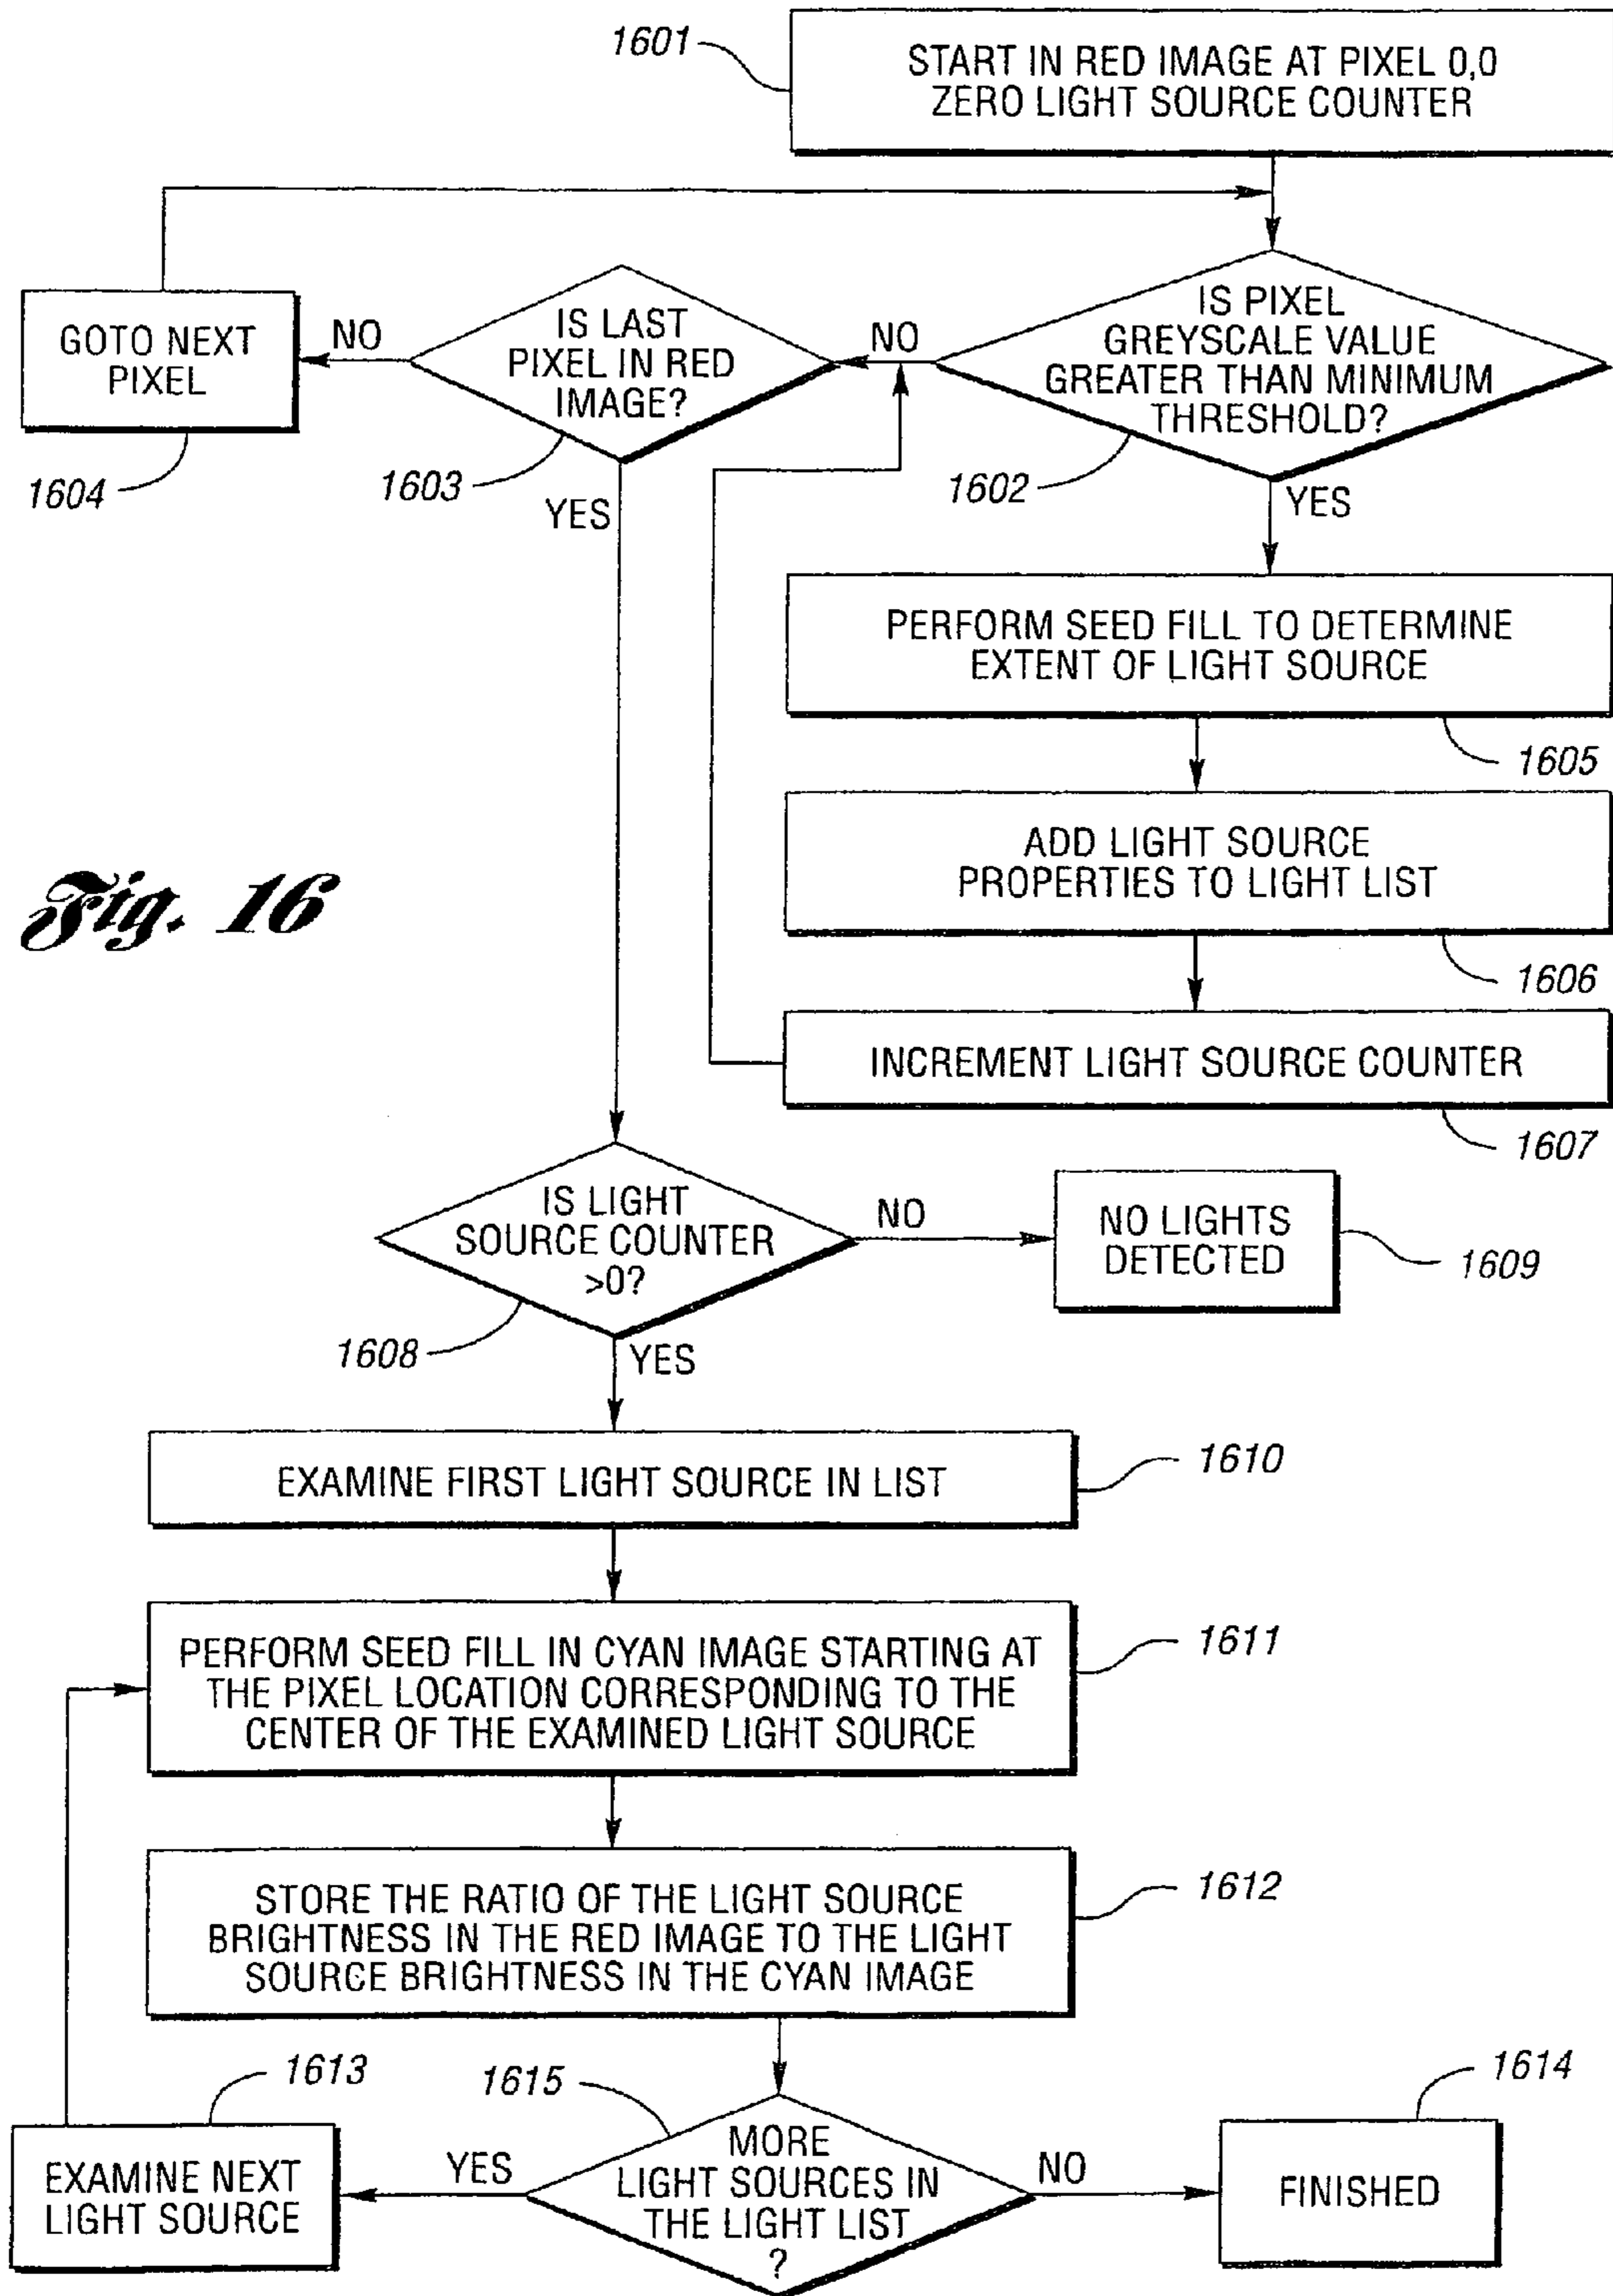 1601
START IN RED IMAGE AT PIXEL 0,0
ZERO LIGHT SOURCE COUNTER
GOTO NEXT
PIXEL
1604
NO
IS LAST
PIXEL IN RED
IMAGE?
1603
YES
NO
IS PIXEL
GREYSCALE VALUE
GREATER THAN MINIMUM
THRESHOLD?
1602
YES
PERFORM SEED FILL TO DETERMINE
EXTENT OF LIGHT SOURCE
1605
ADD LIGHT SOURCE
PROPERTIES TO LIGHT LIST
1606
Fig. 16
INCREMENT LIGHT SOURCE COUNTER
1607
IS LIGHT
SOURCE COUNTER
>0?
1608
NO
NO LIGHTS
DETECTED
1609
YES
EXAMINE FIRST LIGHT SOURCE IN LIST
1610
PERFORM SEED FILL IN CYAN IMAGE STARTING AT
THE PIXEL LOCATION CORRESPONDING TO THE
CENTER OF THE EXAMINED LIGHT SOURCE
1611
STORE THE RATIO OF THE LIGHT SOURCE
BRIGHTNESS IN THE RED IMAGE TO THE LIGHT
SOURCE BRIGHTNESS IN THE CYAN IMAGE
1612
1613
EXAMINE NEXT
LIGHT SOURCE
YES
1615
MORE
LIGHT SOURCES IN
THE LIGHT LIST
?
NO
1614
FINISHED